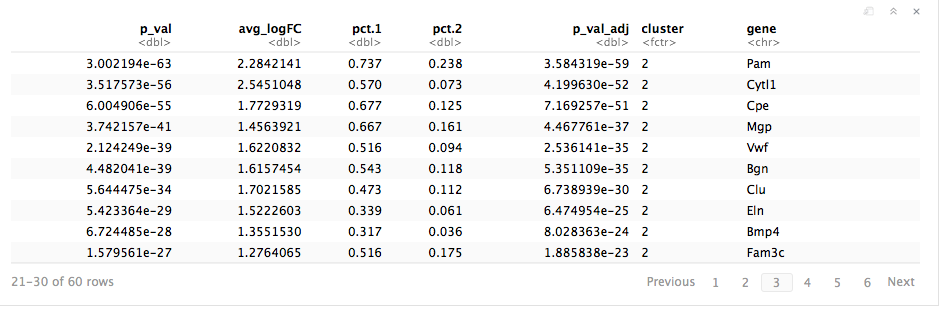 p_val avg_logFC pct.1 pct.2 p_val_adj cluster gene
<dbl> <dbl> <dbl> <dbl> <dbl> <fctr> <chr>
3.002194e-63 2.2842141 0.737 0.238 3.584319e-59 2 Pam
3.517573e-56 2.5451048 0.570 0.073 4.199630e-52 2 Cytl1
6.004906e-55 1.7729319 0.677 0.125 7.169257e-51 2 Cpe
3.742157e-41 1.4563921 0.667 0.161 4.467761e-37 2 Mgp
2.124249e-39 1.6220832 0.516 0.094 2.536141e-35 2 Vwf
4.482041e-39 1.6157454 0.543 0.118 5.351109e-35 2 Bgn
5.644475e-34 1.7021585 0.473 0.112 6.738939e-30 2 Clu
5.423364e-29 1.5222603 0.339 0.061 6.474954e-25 2 Eln
6.724485e-28 1.3551530 0.317 0.036 8.028363e-24 2 Bmp4
1.579561e-27 1.2764065 0.516 0.175 1.885838e-23 2 Fam3c
21-30 of 60 rows Previous 1 2 3 4 5 6 Next